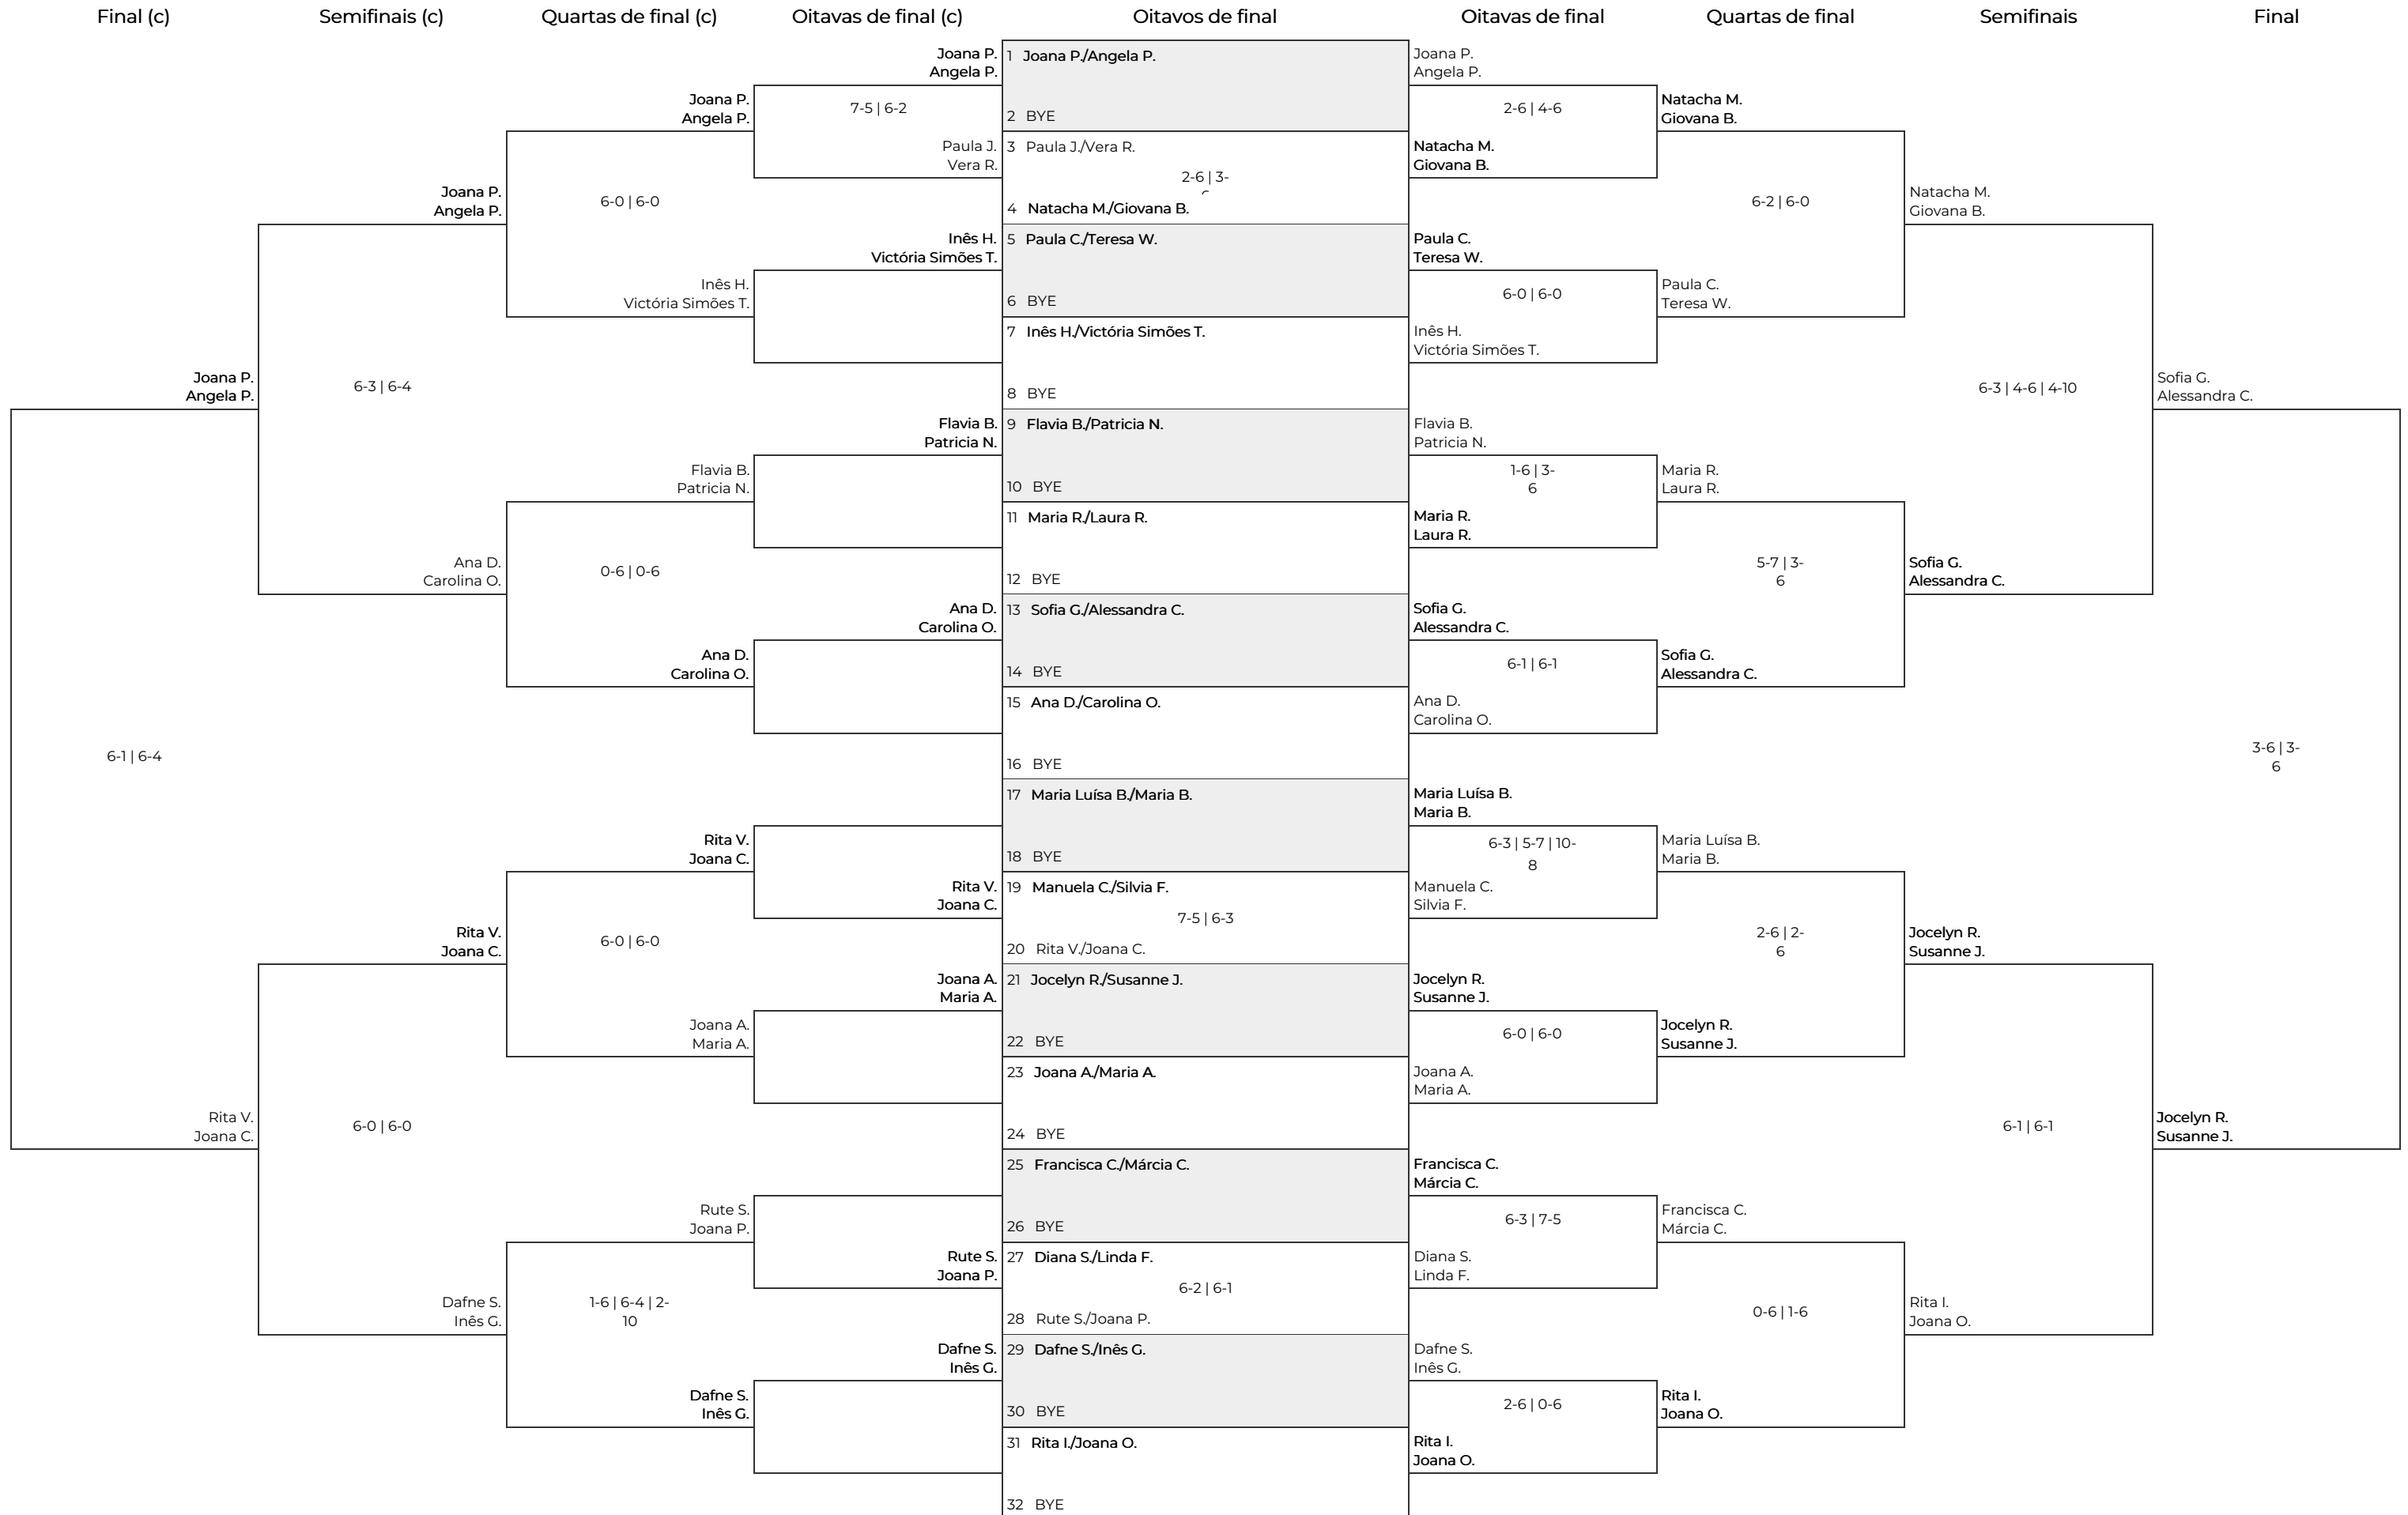 Final (c)
Semifinais (c)
Quartas de final (c)
Oitavas de final (c)
Oitavos de final
Oitavas de final
Quartas de final
Semifinais
Final
Joana P.
Angela P.
6-1 | 6-4
Rita V.
Joana C.
Joana P.
Angela P.
6-3 | 6-4
Ana D.
Carolina O.
Rita V.
Joana C.
6-0 | 6-0
Dafne S.
Inês G.
Joana P.
Angela P.
6-0 | 6-0
Inês H.
Victória Simões T.
Flavia B.
Patricia N.
0-6 | 0-6
Ana D.
Carolina O.
Rita V.
Joana C.
6-0 | 6-0
Joana A.
Maria A.
Rute S.
Joana P.
1-6 | 6-4 | 2-
10
Dafne S.
Inês G.
Joana P.
Angela P.
7-5 | 6-2
Paula J.
Vera R.
Inês H.
Victória Simões T.
Flavia B.
Patricia N.
Ana D.
Carolina O.
Rita V.
Joana C.
Joana A.
Maria A.
Rute S.
Joana P.
Dafne S.
Inês G.
1 Joana P./Angela P.
2 BYE
3 Paula J./Vera R.
2-6 | 3-
4 Natacha M./Giovana B.
5 Paula C./Teresa W.
6 BYE
7 Inês H./Victória Simões T.
8 BYE
9 Flavia B./Patricia N.
10 BYE
11 Maria R./Laura R.
12 BYE
13 Sofia G./Alessandra C.
14 BYE
15 Ana D./Carolina O.
16 BYE
17 Maria Luísa B./Maria B.
18 BYE
19 Manuela C./Silvia F.
7-5 | 6-3
20 Rita V./Joana C.
21 Jocelyn R./Susanne J.
22 BYE
23 Joana A./Maria A.
24 BYE
25 Francisca C./Márcia C.
26 BYE
27 Diana S./Linda F.
6-2 | 6-1
28 Rute S./Joana P.
29 Dafne S./Inês G.
30 BYE
31 Rita I./Joana O.
32 BYE
Joana P.
Angela P.
2-6 | 4-6
Natacha M.
Giovana B.
Paula C.
Teresa W.
6-0 | 6-0
Inês H.
Victória Simões T.
Flavia B.
Patricia N.
1-6 | 3-
6
Maria R.
Laura R.
Sofia G.
Alessandra C.
6-1 | 6-1
Ana D.
Carolina O.
Maria Luísa B.
Maria B.
6-3 | 5-7 | 10-
8
Manuela C.
Silvia F.
Jocelyn R.
Susanne J.
6-0 | 6-0
Joana A.
Maria A.
Francisca C.
Márcia C.
6-3 | 7-5
Diana S.
Linda F.
Dafne S.
Inês G.
2-6 | 0-6
Rita I.
Joana O.
Natacha M.
Giovana B.
6-2 | 6-0
Paula C.
Teresa W.
Maria R.
Laura R.
5-7 | 3-
6
Sofia G.
Alessandra C.
Maria Luísa B.
Maria B.
2-6 | 2-
6
Jocelyn R.
Susanne J.
Francisca C.
Márcia C.
0-6 | 1-6
Rita I.
Joana O.
Natacha M.
Giovana B.
6-3 | 4-6 | 4-10
Sofia G.
Alessandra C.
Jocelyn R.
Susanne J.
6-1 | 6-1
Rita I.
Joana O.
Sofia G.
Alessandra C.
3-6 | 3-
6
Jocelyn R.
Susanne J.